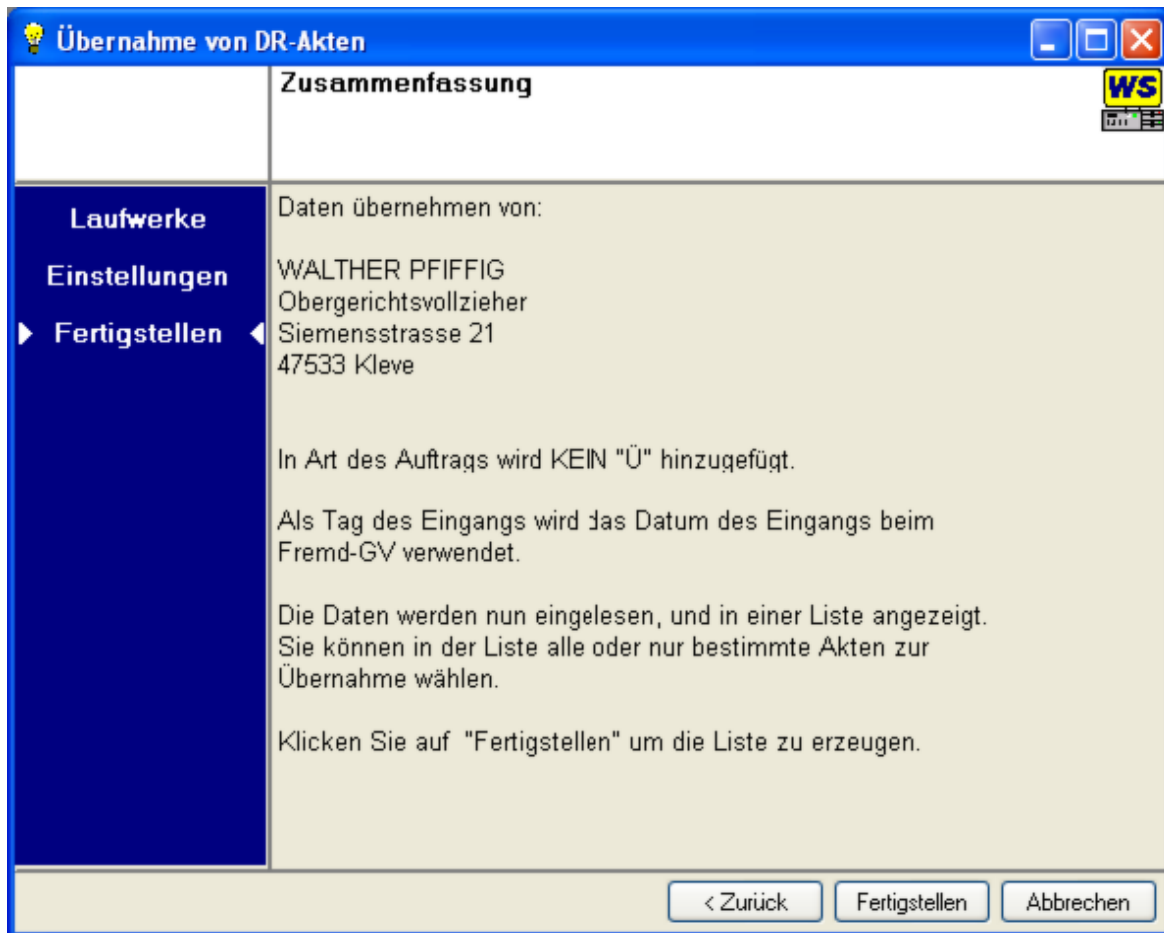 Übernahme von DR-Akten
Zusammenfassung
WS
Laufwerke
Einstellungen
Fertigstellen
Daten übernehmen von:
WALTHER PFIFFIG
Obergerichtsvollzieher
Siemensstrasse 21
47533 Kleve
In Art des Auftrags wird KEIN "Ü" hinzugefügt.
Als Tag des Eingangs wird das Datum des Eingangs beim
Fremd-GV verwendet.
Die Daten werden nun eingelesen, und in einer Liste angezeigt.
Sie können in der Liste alle oder nur bestimmte Akten zur
Übernahme wählen.
Klicken Sie auf "Fertigstellen" um die Liste zu erzeugen.
< Zurück
Fertigstellen
Abbrechen